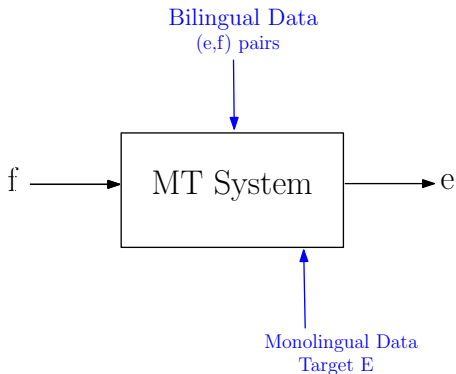 Bilingual Data
(e,f) pairs
f
MT System
e
Monolingual Data
Target E